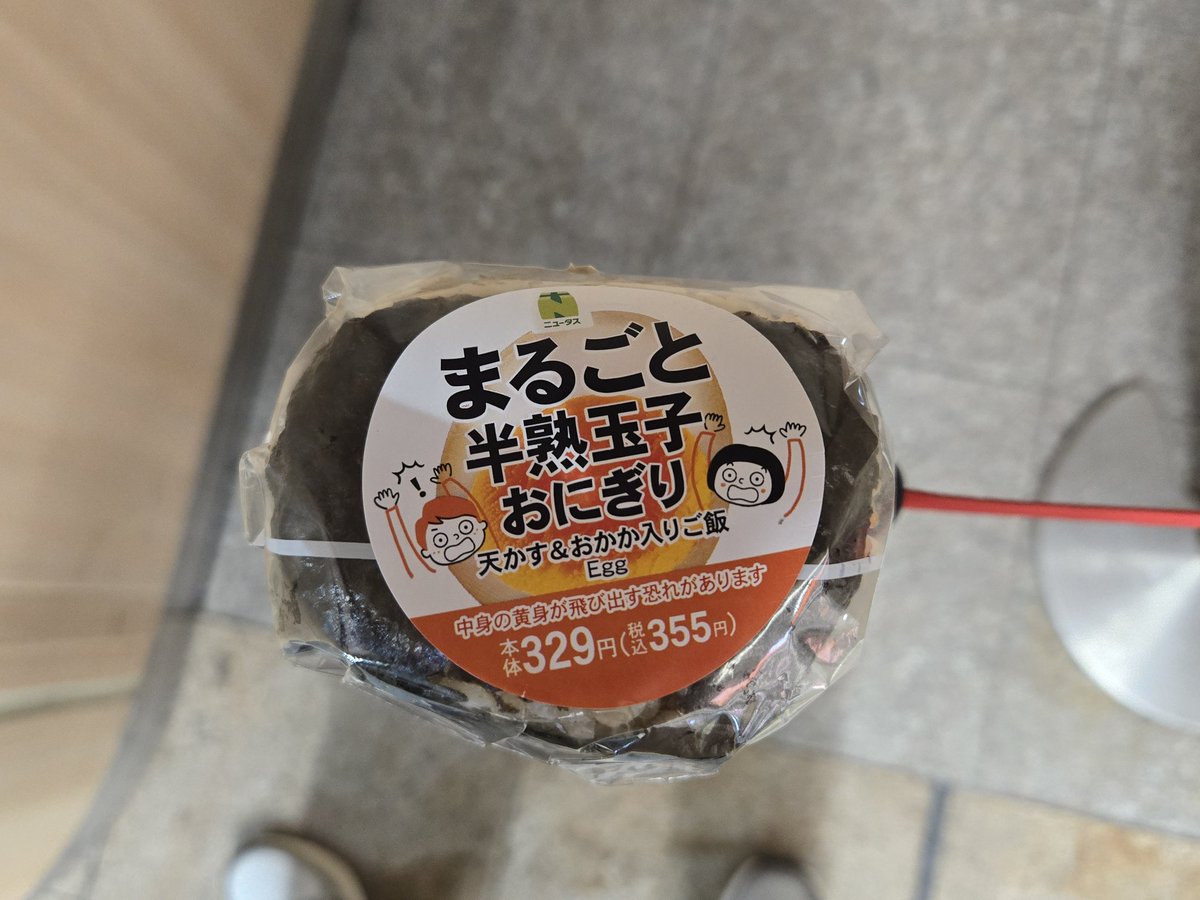 ニュータス
まるごと
半熟玉子
おにぎり
!
天かす&おかか入りご飯
Egg
中身の黄身が飛び出す恐れがあります
本体329円(税込355円)